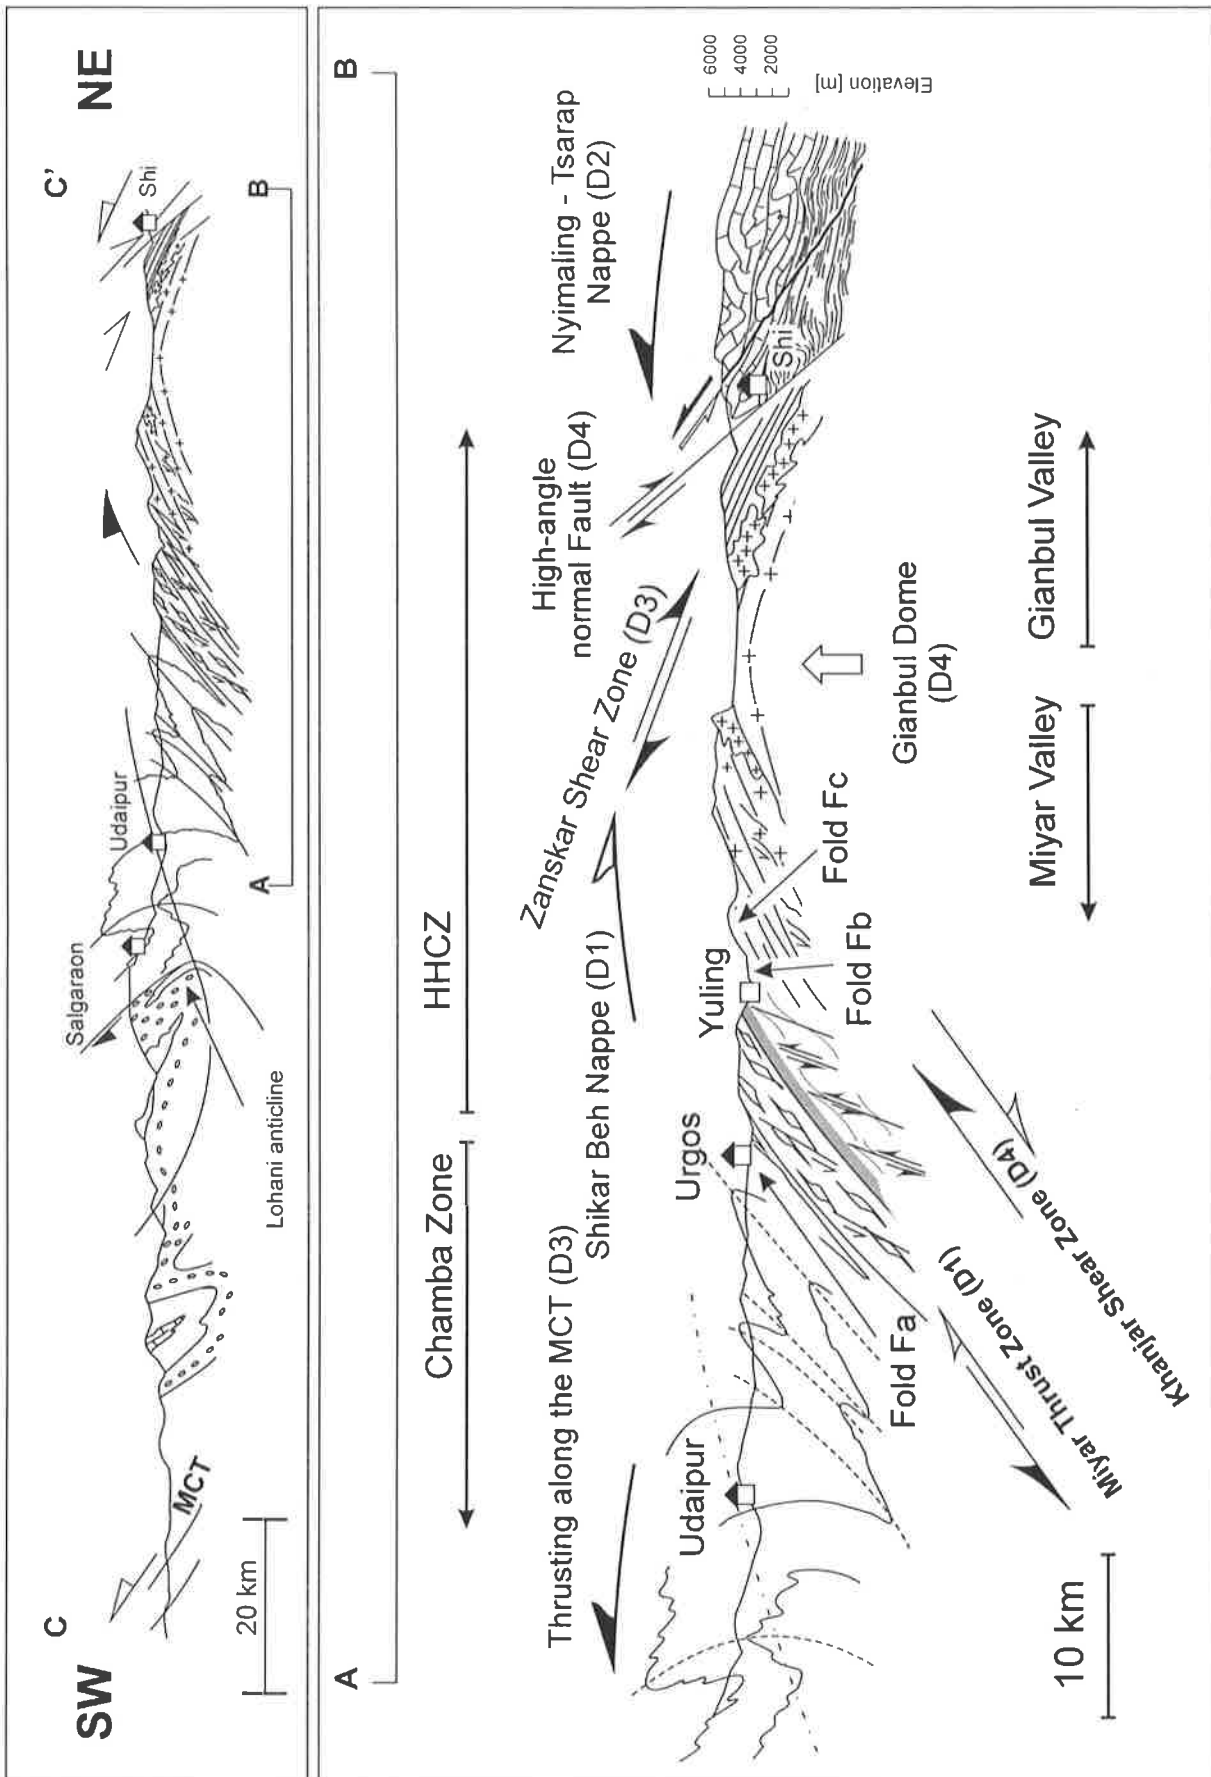 SW
NE
C
C'
MCT
Salgaraon
Udaipur
Shi
Lohani anticline
20 km
A
B
A
B
Chamba Zone
HHCZ
Thrusting along the MCT (D3)
Shikar Beh Nappe (D1)
Zanskar Shear Zone (D3)
High-angle
normal Fault (D4)
Nyimaling - Tsarap
Nappe (D2)
Udaipur
Urgos
Yuling
Shi
6000
4000
2000
Elevation [m]
Fold Fa
Fold Fb
Fold Fc
Gianbul Dome
(D4)
Miyar Thrust Zone (D1)
Khanjar Shear Zone (D4)
Miyar Valley
Gianbul Valley
10 km